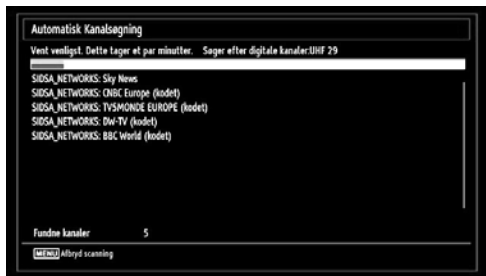 Automatisk Kanalsøgning
Vent venligst. Dette tager et par minutter. Søger efter digitale kanaler:UHF 29
SIDSA_NETWORKS: Sky News
SIDSA_NETWORKS: CNBC Europe (kodet)
SIDSA_NETWORKS: TV5MONDE EUROPE (kodet)
SIDSA_NETWORKS: DW-TV (kodet)
SIDSA_NETWORKS: BBC World (kodet)
Fundne kanaler 5
MENU Afbryd scanning